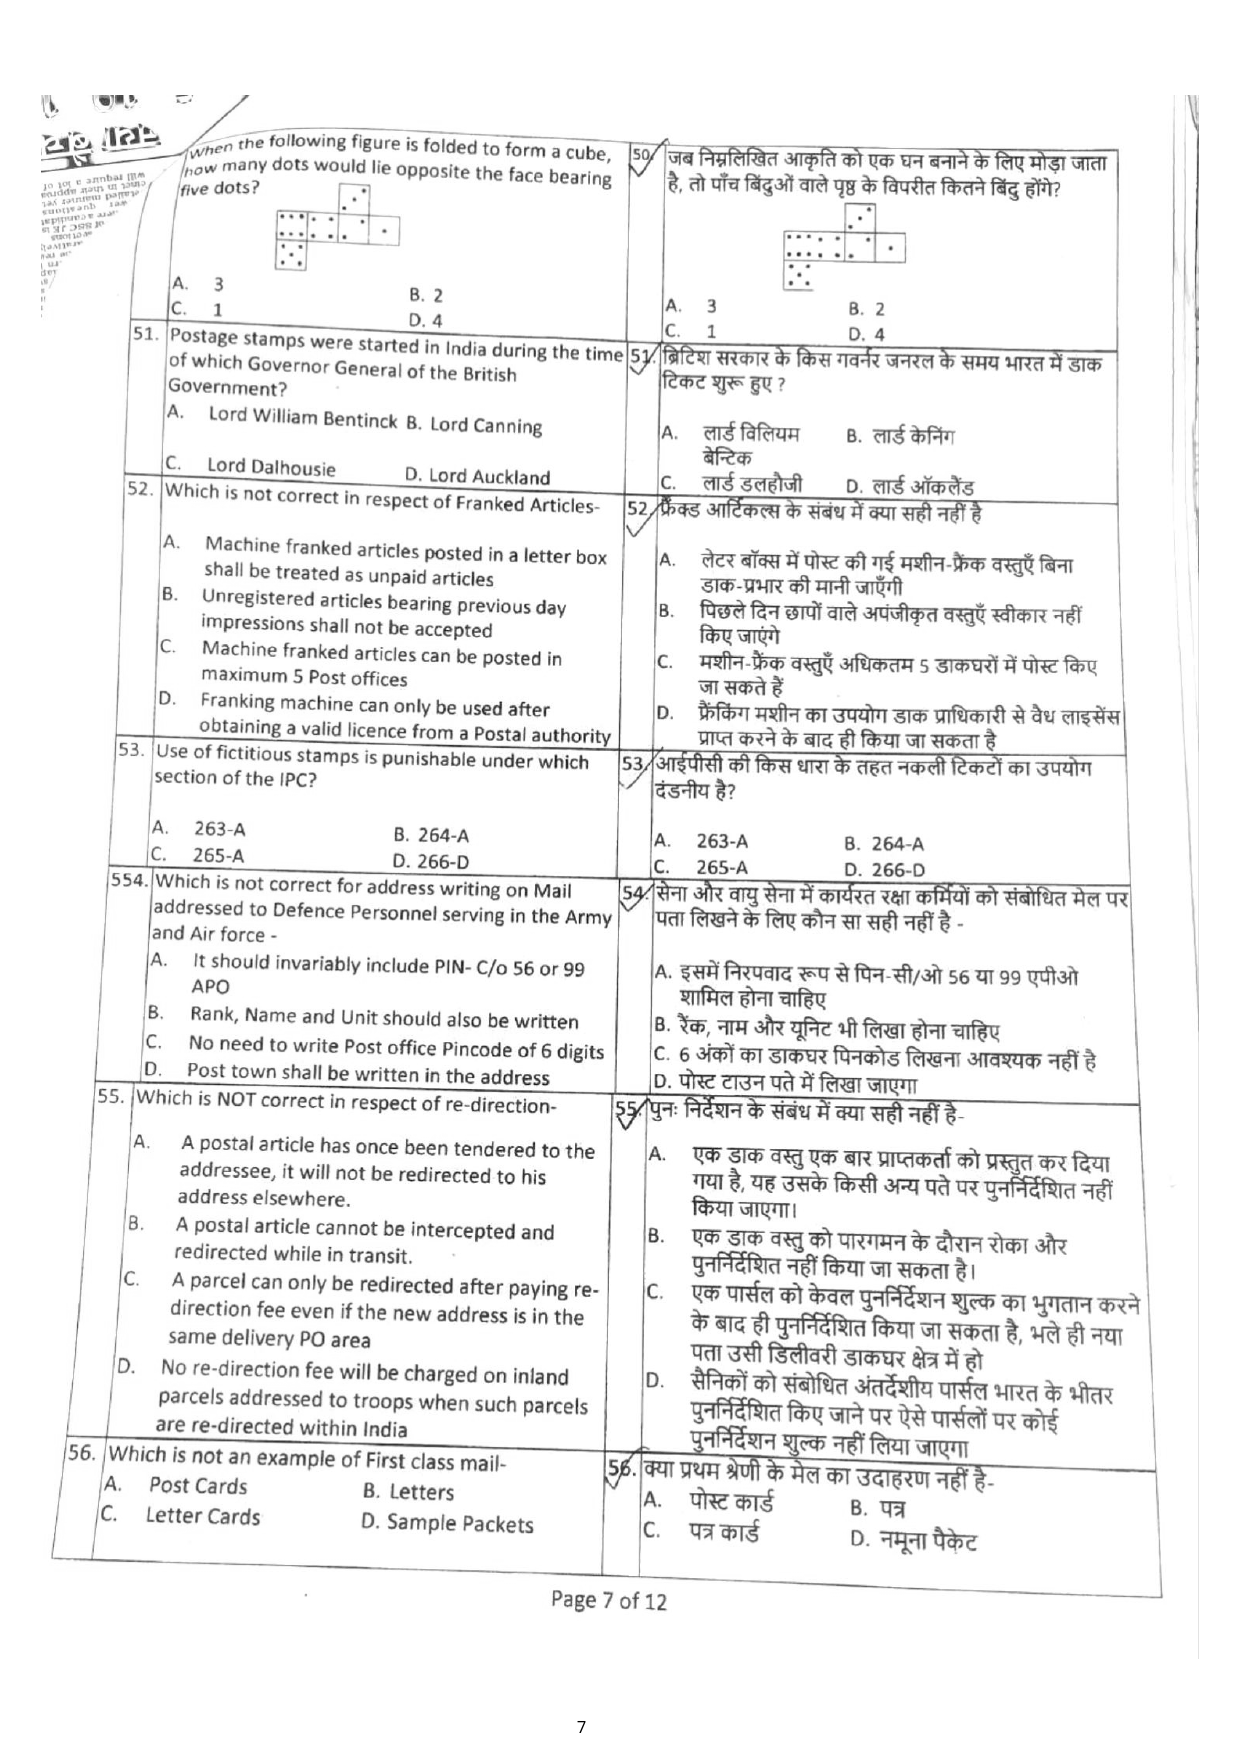 When the following figure is folded to form a cube,
how many dots would lie opposite the face bearing
five dots?
A. 3
B. 2
C. 1
D. 4
50. जब निम्नलिखित आकृति को एक घन बनाने के लिए मोड़ा जाता
है, तो पाँच बिंदुओं वाले पृष्ठ के विपरीत कितने बिंदु होंगे?
A. 3 B. 2
C. 1 D. 4
51. Postage stamps were started in India during the time
of which Governor General of the British
Government?
A. Lord William Bentinck B. Lord Canning
C. Lord Dalhousie D. Lord Auckland
51. ब्रिटिश सरकार के किस गवर्नर जनरल के समय भारत में डाक
टिकट शुरू हुए ?
A. लार्ड विलियम B. लार्ड केनिंग
बेन्टिक
C. लार्ड डलहौजी D. लार्ड ऑकलैंड
52. Which is not correct in respect of Franked Articles-
A. Machine franked articles posted in a letter box
shall be treated as unpaid articles
B. Unregistered articles bearing previous day
impressions shall not be accepted
C. Machine franked articles can be posted in
maximum 5 Post offices
D. Franking machine can only be used after
obtaining a valid licence from a Postal authority
52. फ्रैंक्ड आर्टिकल्स के संबंध में क्या सही नहीं है
A. लेटर बॉक्स में पोस्ट की गई मशीन-फ्रैंक वस्तुएँ बिना
डाक-प्रभार की मानी जाएँगी
B. पिछले दिन छापों वाले अपंजीकृत वस्तुएँ स्वीकार नहीं
किए जाएंगे
C. मशीन-फ्रैंक वस्तुएँ अधिकतम 5 डाकघरों में पोस्ट किए
जा सकते हैं
D. फ्रैंकिंग मशीन का उपयोग डाक प्राधिकारी से वैध लाइसेंस
प्राप्त करने के बाद ही किया जा सकता है
53. Use of fictitious stamps is punishable under which
section of the IPC?
A. 263-A B. 264-A
C. 265-A D. 266-D
53. आईपीसी की किस धारा के तहत नकली टिकटों का उपयोग
दंडनीय है?
A. 263-A B. 264-A
C. 265-A D. 266-D
554. Which is not correct for address writing on Mail
addressed to Defence Personnel serving in the Army
and Air force -
A. It should invariably include PIN- C/o 56 or 99
APO
B. Rank, Name and Unit should also be written
C. No need to write Post office Pincode of 6 digits
D. Post town shall be written in the address
54. सेना और वायु सेना में कार्यरत रक्षा कर्मियों को संबोधित मेल पर
पता लिखने के लिए कौन सा सही नहीं है -
A. इसमें निरपवाद रूप से पिन-सी/ओ 56 या 99 एपीओ
शामिल होना चाहिए
B. रैंक, नाम और यूनिट भी लिखा होना चाहिए
C. 6 अंकों का डाकघर पिनकोड लिखना आवश्यक नहीं है
D. पोस्ट टाउन पते में लिखा जाएगा
55. Which is NOT correct in respect of re-direction-
A. A postal article has once been tendered to the
addressee, it will not be redirected to his
address elsewhere.
B. A postal article cannot be intercepted and
redirected while in transit.
C. A parcel can only be redirected after paying re-
direction fee even if the new address is in the
same delivery PO area
D. No re-direction fee will be charged on inland
parcels addressed to troops when such parcels
are re-directed within India
55. पुनः निर्देशन के संबंध में क्या सही नहीं है-
A. एक डाक वस्तु एक बार प्राप्तकर्ता को प्रस्तुत कर दिया
गया है, यह उसके किसी अन्य पते पर पुनर्निर्देशित नहीं
किया जाएगा।
B. एक डाक वस्तु को पारगमन के दौरान रोका और
पुनर्निर्देशित नहीं किया जा सकता है।
C. एक पार्सल को केवल पुनर्निर्देशन शुल्क का भुगतान करने
के बाद ही पुनर्निर्देशित किया जा सकता है, भले ही नया
पता उसी डिलीवरी डाकघर क्षेत्र में हो
D. सैनिकों को संबोधित अंतर्देशीय पार्सल भारत के भीतर
पुनर्निर्देशित किए जाने पर ऐसे पार्सलों पर कोई
पुनर्निर्देशन शुल्क नहीं लिया जाएगा
56. Which is not an example of First class mail-
A. Post Cards B. Letters
C. Letter Cards D. Sample Packets
56. क्या प्रथम श्रेणी के मेल का उदाहरण नहीं है-
A. पोस्ट कार्ड B. पत्र
C. पत्र कार्ड D. नमूना पैकेट
Page 7 of 12
7